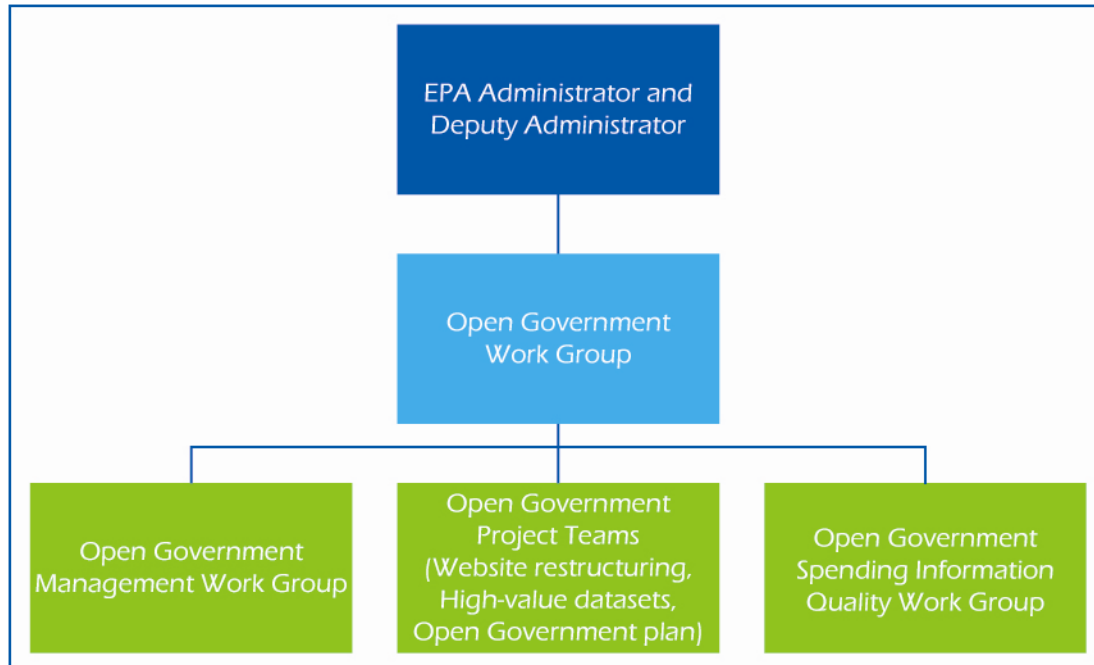 EPA Administrator and
Deputy Administrator
Open Government
Work Group
Open Government
Management Work Group
Open Government
Project Teams
(Website restructuring,
High-value datasets,
Open Government plan)
Open Government
Spending Information
Quality Work Group